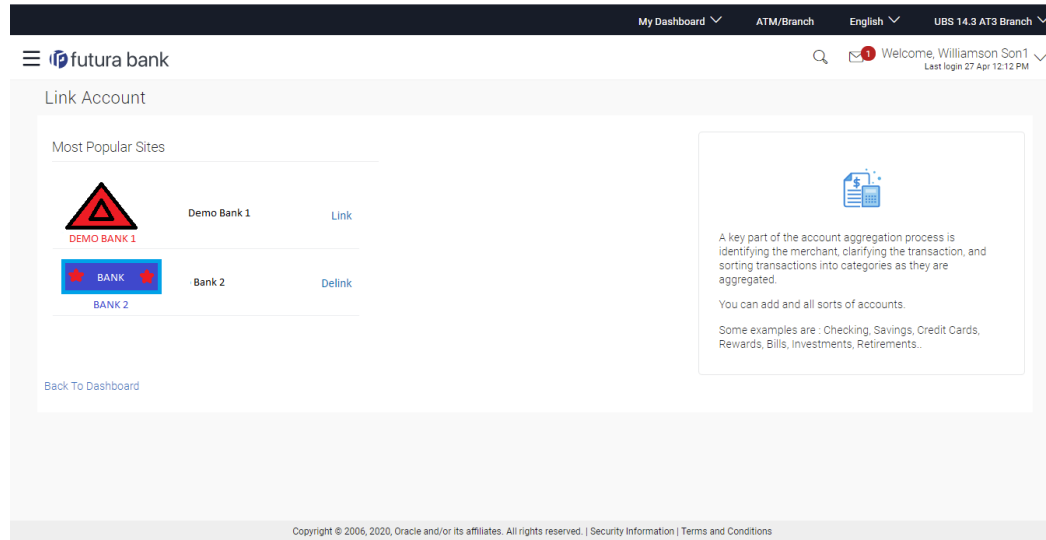 My Dashboard ATM/Branch English UBS 14.3 AT3 Branch
futura bank
1 Welcome, Williamson Son1
Last login 27 Apr 12:12 PM
Link Account
Most Popular Sites
Demo Bank 1 Link
DEMO BANK 1
BANK
Bank 2 Delink
BANK 2
A key part of the account aggregation process is
identifying the merchant, clarifying the transaction, and
sorting transactions into categories as they are
aggregated.
You can add and all sorts of accounts.
Some examples are : Checking, Savings, Credit Cards,
Rewards, Bills, Investments, Retirements..
Back To Dashboard
Copyright © 2006, 2020, Oracle and/or its affiliates. All rights reserved. | Security Information | Terms and Conditions